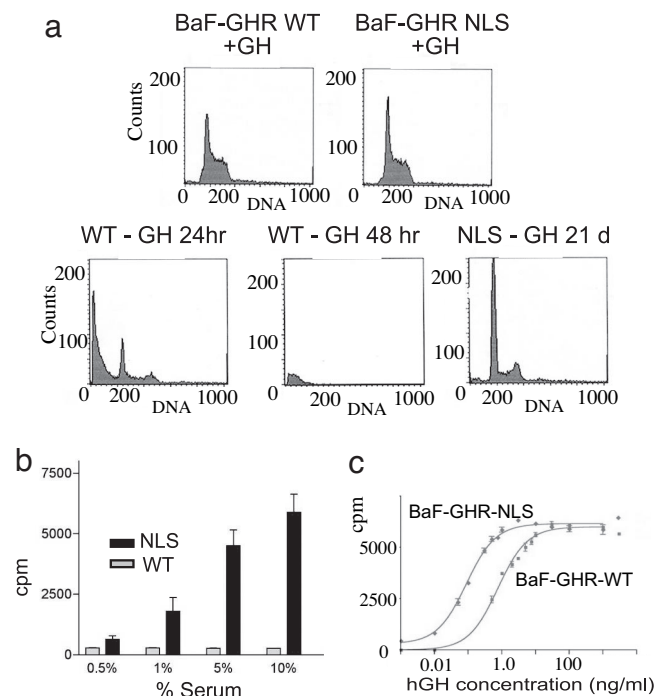 a
BaF-GHR WT BaF-GHR NLS
+GH +GH
200 200
Counts
100 100
0 200 1000 0 200 1000
DNA DNA
WT - GH 24hr WT - GH 48 hr NLS - GH 21 d
200 200 200
Counts
100 100 100
0 200 1000 200 1000 0 200 1000
DNA DNA DNA
b
7500
5000
2500
0
cpm
NLS
WT
0.5% 1% 5% 10%
% Serum
c
cpm
5000
2500
0
BaF-GHR-NLS
BaF-GHR-WT
0.01 1.0 100
hGH concentration (ng/ml)